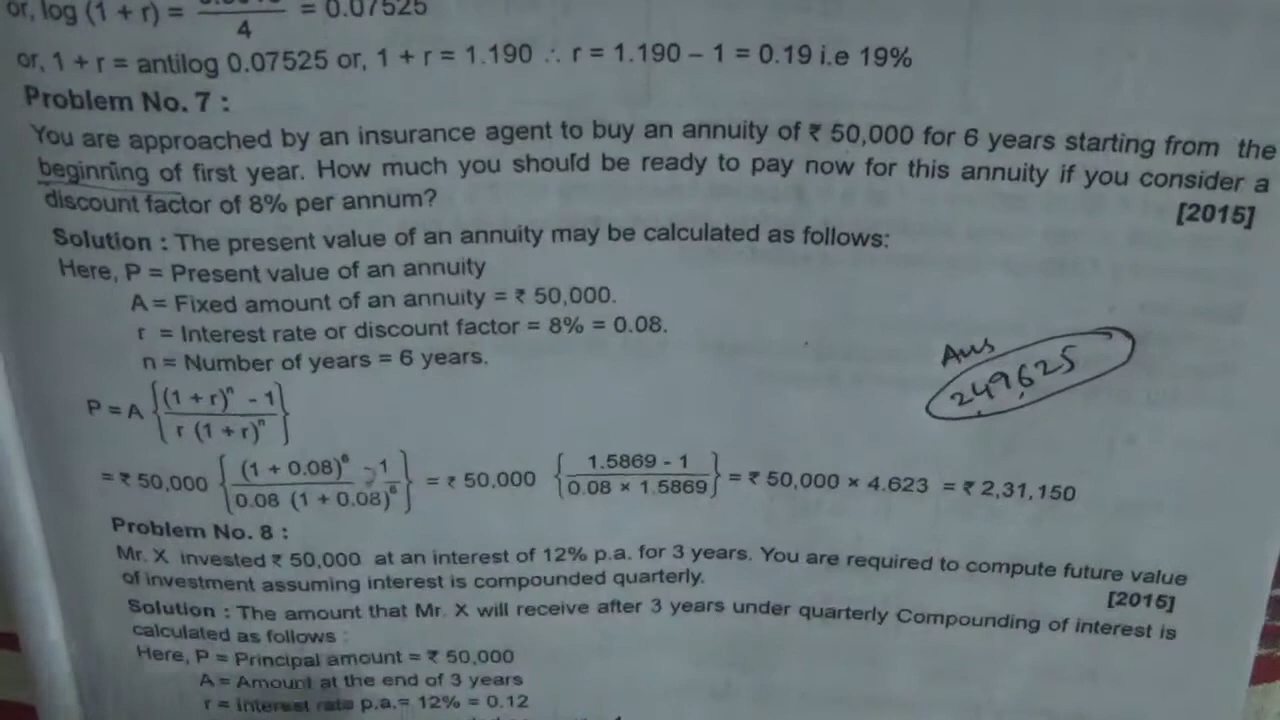 or, log (1 + r) = ―― / 4 = 0.07525
or, 1 + r = antilog 0.07525 or, 1 + r = 1.190 ∴ r = 1.190 – 1 = 0.19 i.e 19%
Problem No. 7 :
You are approached by an insurance agent to buy an annuity of ₹ 50,000 for 6 years starting from the
beginning of first year. How much you should be ready to pay now for this annuity if you consider a
discount factor of 8% per annum?
[2015]
Solution : The present value of an annuity may be calculated as follows:
Here, P = Present value of an annuity
A = Fixed amount of an annuity = ₹ 50,000.
r = Interest rate or discount factor = 8% = 0.08.
n = Number of years = 6 years.
Ans
249,625
P = A {(1 + r)ⁿ - 1 / r (1 + r)ⁿ}
= ₹ 50,000 {(1 + 0.08)⁶ - 1 / 0.08 (1 + 0.08)⁶} = ₹ 50,000 {1.5869 - 1 / 0.08 × 1.5869} = ₹ 50,000 × 4.623 = ₹ 2,31,150
Problem No. 8 :
Mr. X invested ₹ 50,000 at an interest of 12% p.a. for 3 years. You are required to compute future value
of investment assuming interest is compounded quarterly.
[2015]
Solution : The amount that Mr. X will receive after 3 years under quarterly Compounding of interest is
calculated as follows :
Here, P = Principal amount = ₹ 50,000
A = Amount at the end of 3 years
r = Interest rate p.a.= 12% = 0.12